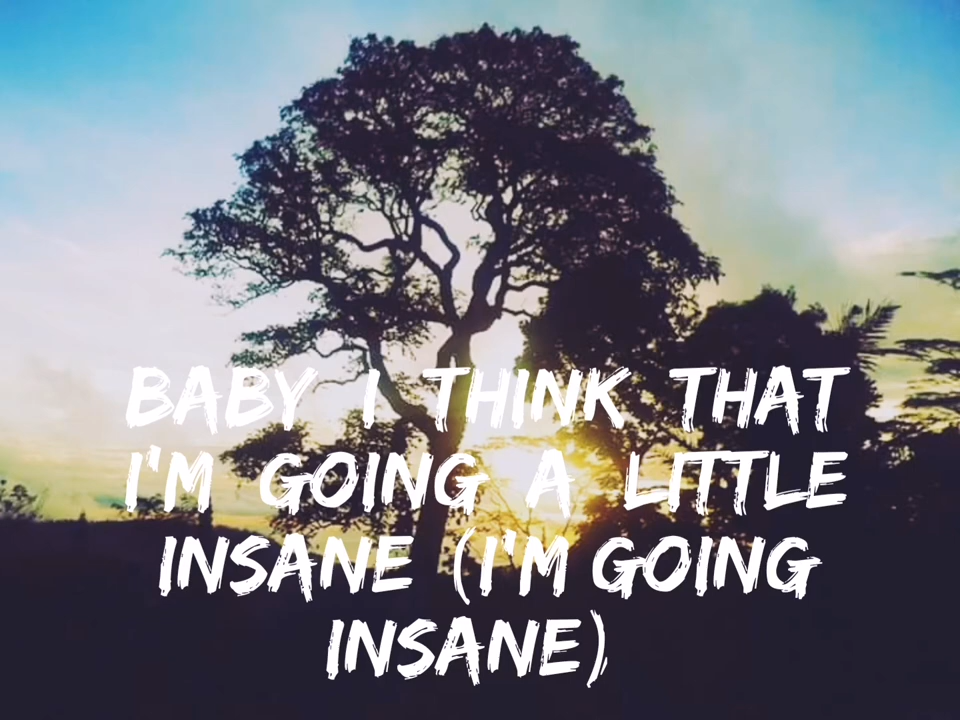 BABY I THINK THAT
I'M GOING A LITTLE
INSANE (I'M GOING
INSANE)